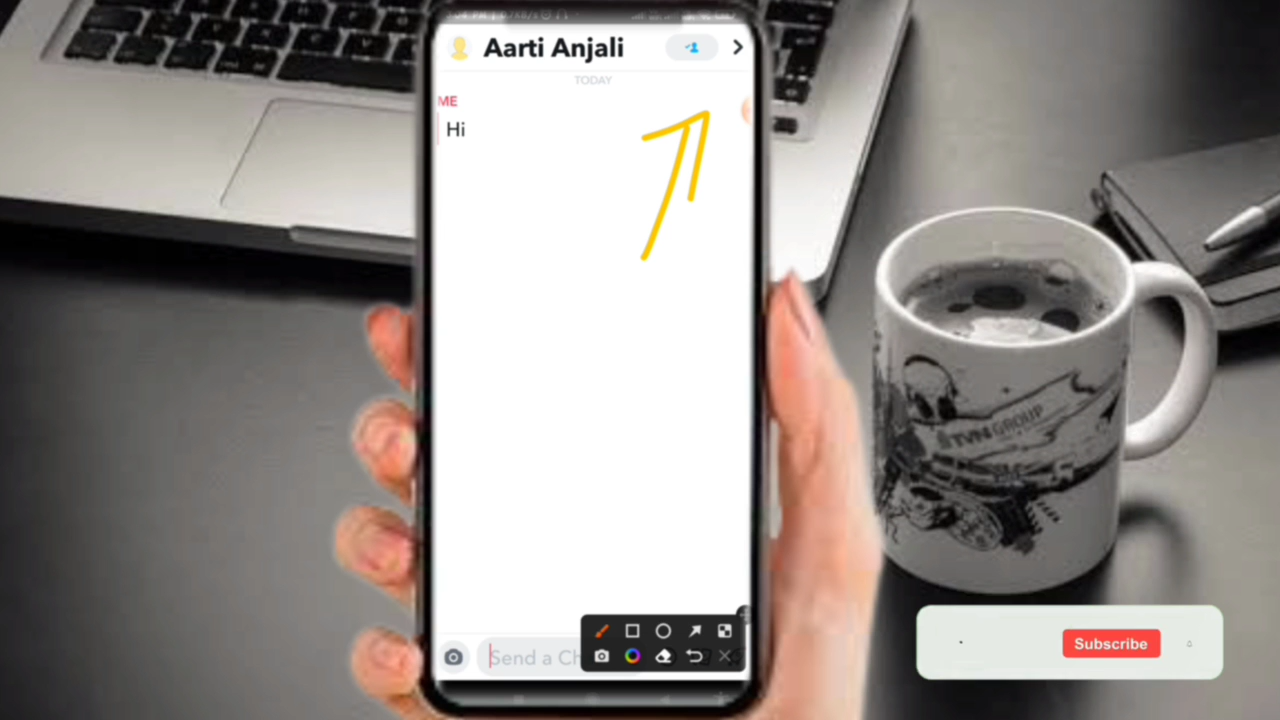 Aarti Anjali
TODAY
ME
Hi
Send a Ch
TVN GROUP
Subscribe